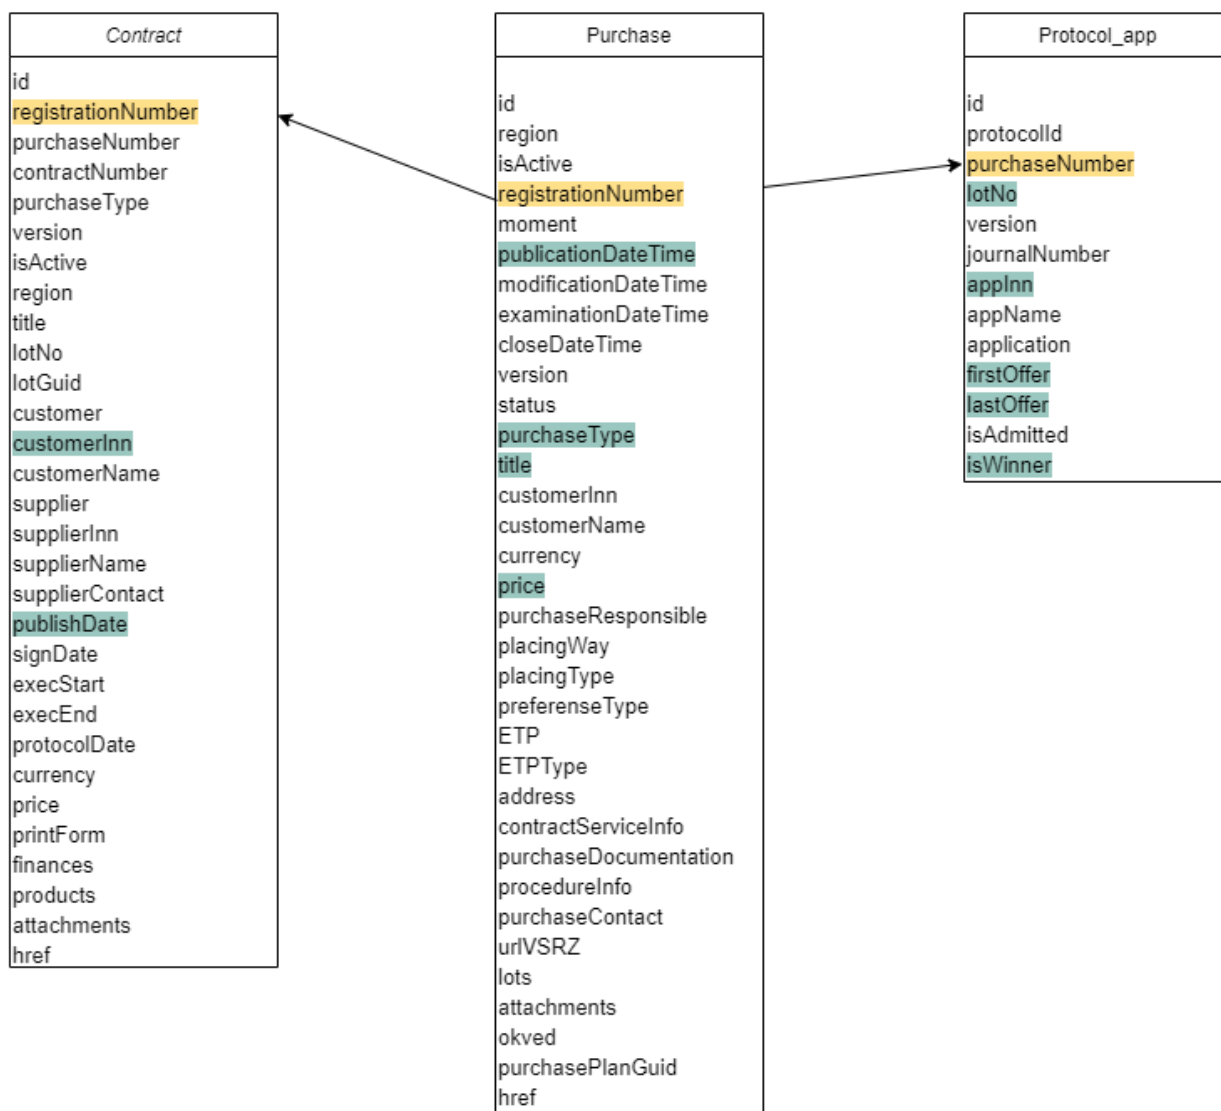 Contract
id
registrationNumber
purchaseNumber
contractNumber
purchaseType
version
isActive
region
title
lotNo
lotGuid
customer
customerInn
customerName
supplier
supplierInn
supplierName
supplierContact
publishDate
signDate
execStart
execEnd
protocolDate
currency
price
printForm
finances
products
attachments
href
Purchase
id
region
isActive
registrationNumber
moment
publicationDateTime
modificationDateTime
examinationDateTime
closeDateTime
version
status
purchaseType
title
customerInn
customerName
currency
price
purchaseResponsible
placingWay
placingType
preferenseType
ETP
ETPType
address
contractServiceInfo
purchaseDocumentation
procedureInfo
purchaseContact
urlVSRZ
lots
attachments
okved
purchasePlanGuid
href
Protocol_app
id
protocolId
purchaseNumber
lotNo
version
journalNumber
appInn
appName
application
firstOffer
lastOffer
isAdmitted
isWinner